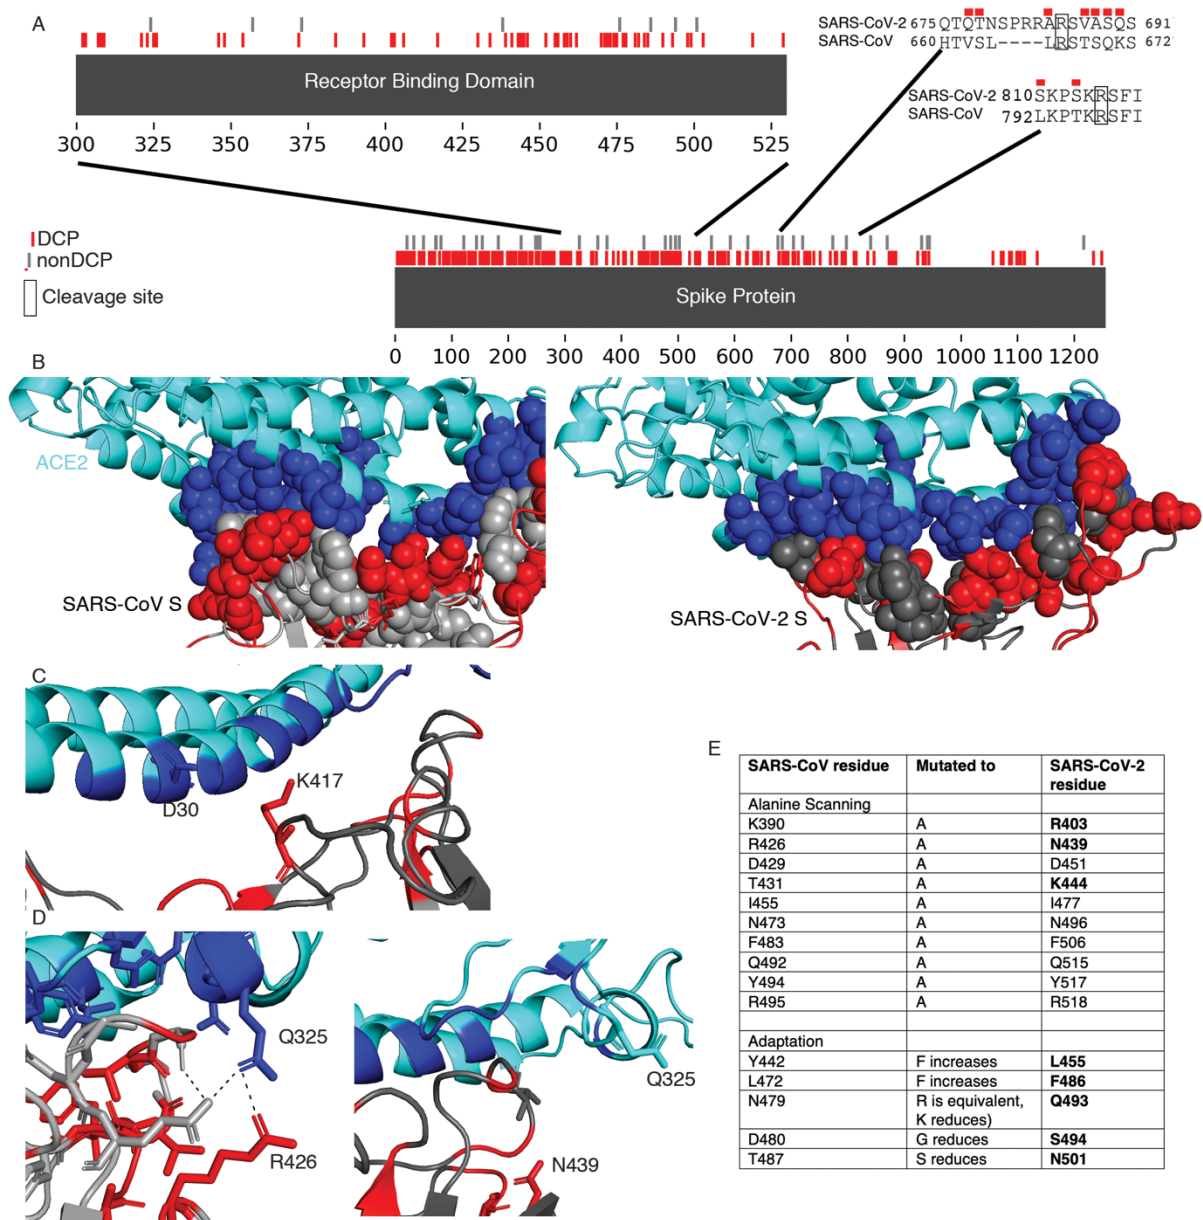 A
SARS-CoV-2 675 QTQTNSPRRARSVASQS 691
SARS-CoV 660 HTVSL----LRSTSQKS 672
Receptor Binding Domain
300 325 350 375 400 425 450 475 500 525
SARS-CoV-2 810 SKPSKRSFI
SARS-CoV 792 LKPTKRSFI
DCP
nonDCP
Cleavage site
Spike Protein
0 100 200 300 400 500 600 700 800 900 1000 1100 1200
B
ACE2
SARS-CoV S
SARS-CoV-2 S
C
D30
K417
D
Q325
R426
Q325
N439
E
SARS-CoV residue Mutated to SARS-CoV-2 residue
Alanine Scanning
K390 A R403
R426 A N439
D429 A D451
T431 A K444
I455 A I477
N473 A N496
F483 A F506
Q492 A Q515
Y494 A Y517
R495 A R518
Adaptation
Y442 F increases L455
L472 F increases F486
N479 R is equivalent, K reduces) Q493
D480 G reduces S494
T487 S reduces N501